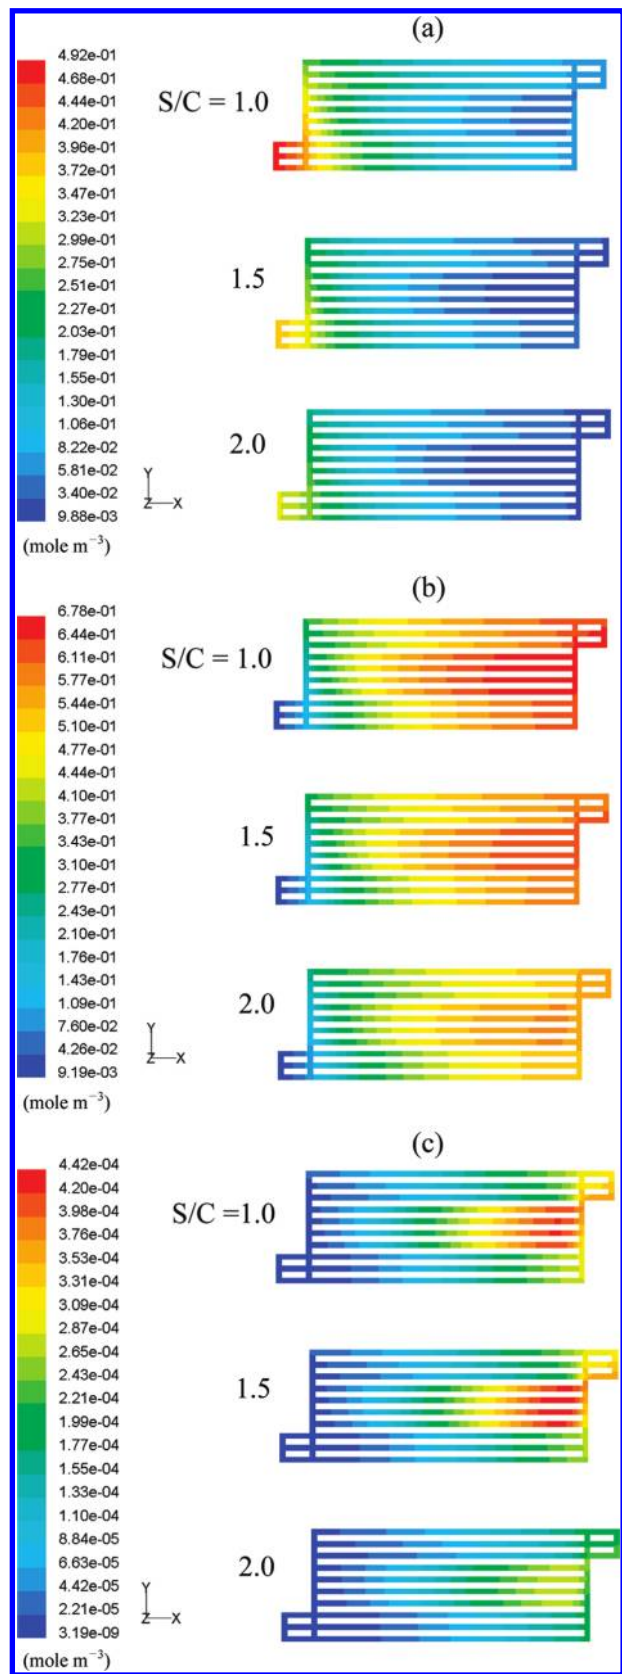 (a)
4.92e-01
4.68e-01
4.44e-01
4.20e-01
3.96e-01
3.72e-01
3.47e-01
3.23e-01
2.99e-01
2.75e-01
2.51e-01
2.27e-01
2.03e-01
1.79e-01
1.55e-01
1.30e-01
1.06e-01
8.22e-02
5.81e-02
3.40e-02
9.88e-03
(mole m⁻³)
S/C = 1.0
1.5
2.0
Y
Z X
(b)
6.78e-01
6.44e-01
6.11e-01
5.77e-01
5.44e-01
5.10e-01
4.77e-01
4.44e-01
4.10e-01
3.77e-01
3.43e-01
3.10e-01
2.77e-01
2.43e-01
2.10e-01
1.76e-01
1.43e-01
1.09e-01
7.60e-02
4.26e-02
9.19e-03
(mole m⁻³)
S/C = 1.0
1.5
2.0
Y
Z X
(c)
4.42e-04
4.20e-04
3.98e-04
3.76e-04
3.53e-04
3.31e-04
3.09e-04
2.87e-04
2.65e-04
2.43e-04
2.21e-04
1.99e-04
1.77e-04
1.55e-04
1.33e-04
1.10e-04
8.84e-05
6.63e-05
4.42e-05
2.21e-05
3.19e-09
(mole m⁻³)
S/C =1.0
1.5
2.0
Y
Z X